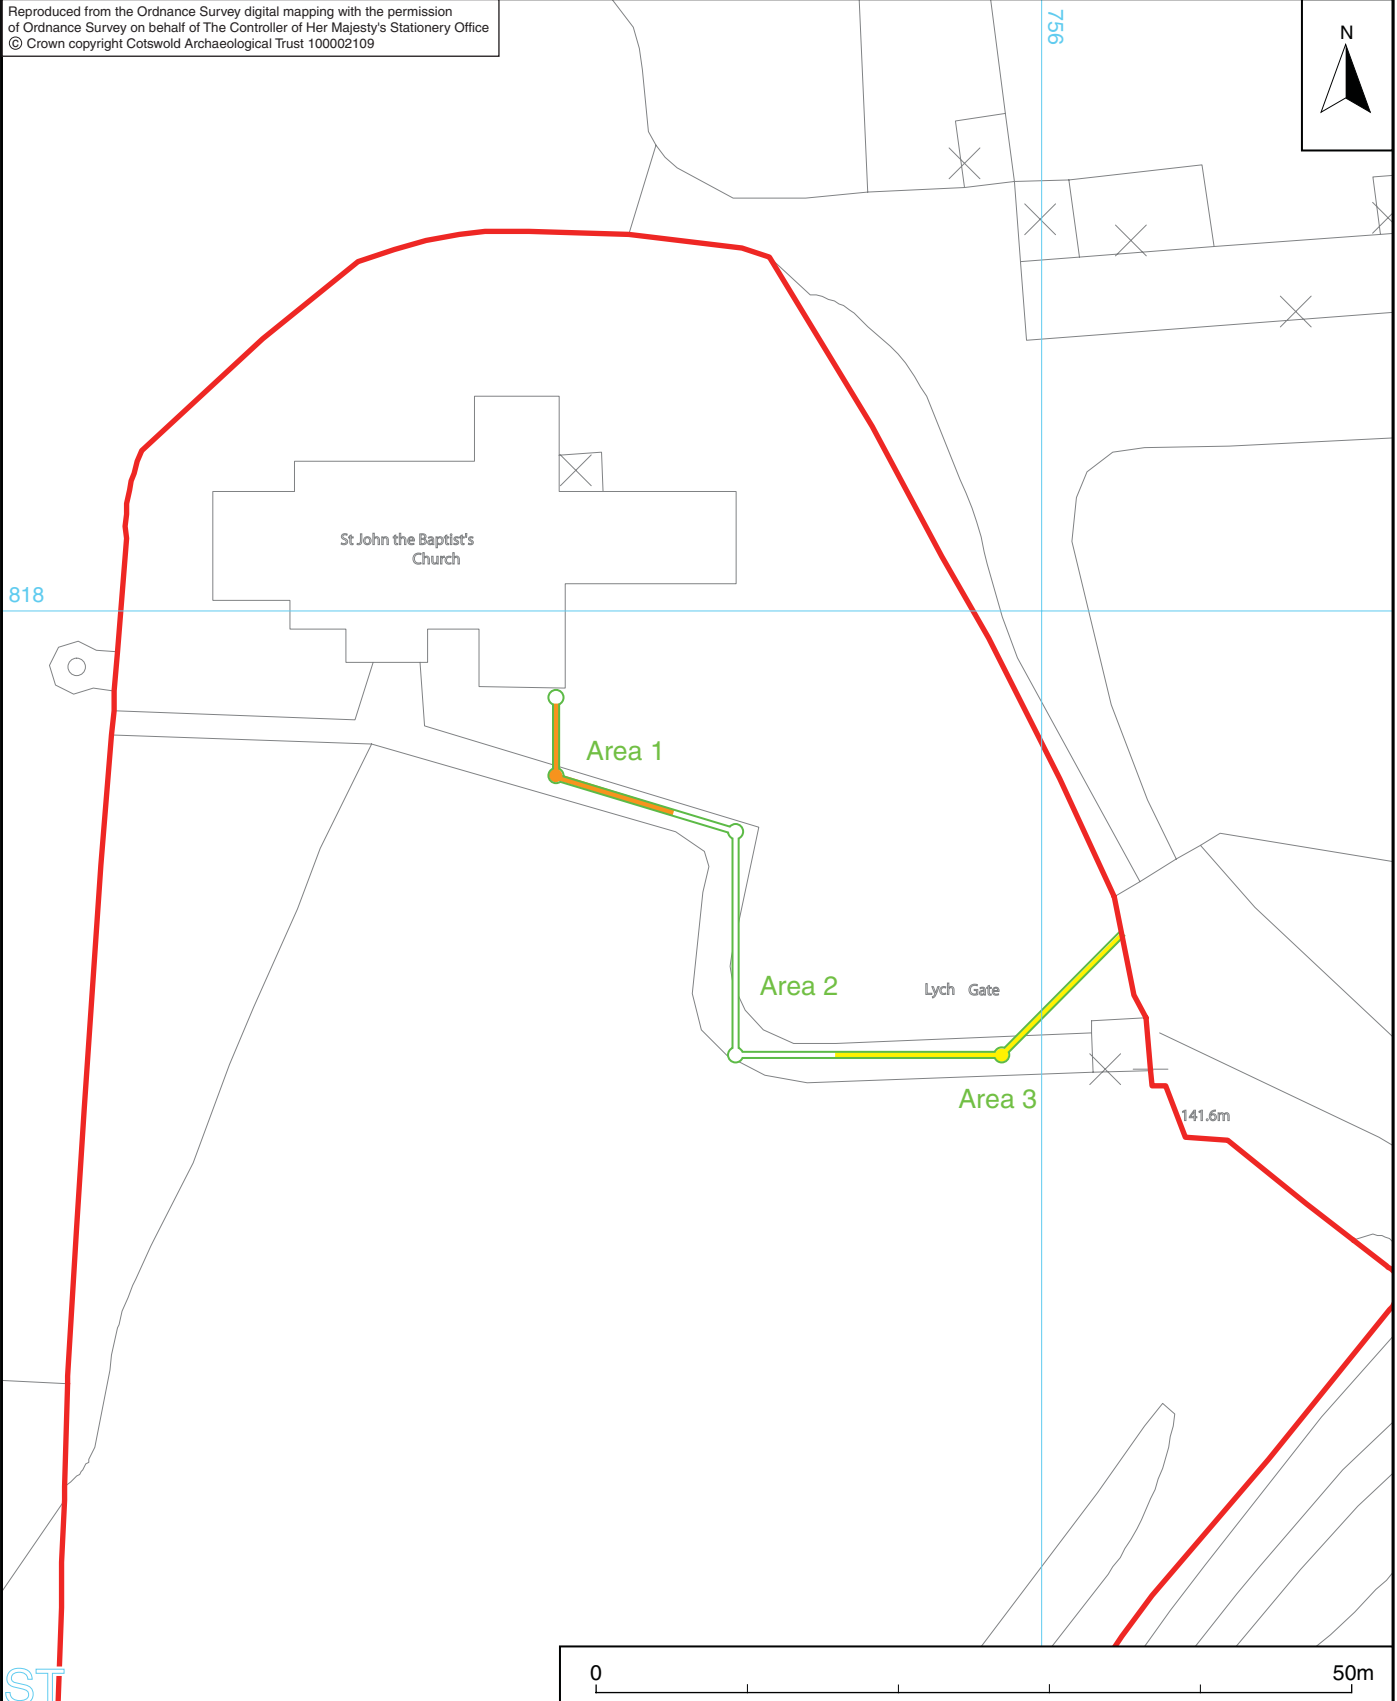 Reproduced from the Ordnance Survey digital mapping with the permission
of Ordnance Survey on behalf of The Controller of Her Majesty's Stationery Office
© Crown copyright Cotswold Archaeological Trust 100002109
756
N
St John the Baptist's
Church
818
Area 1
Area 2
Lych Gate
Area 3
141.6m
ST
0
50m